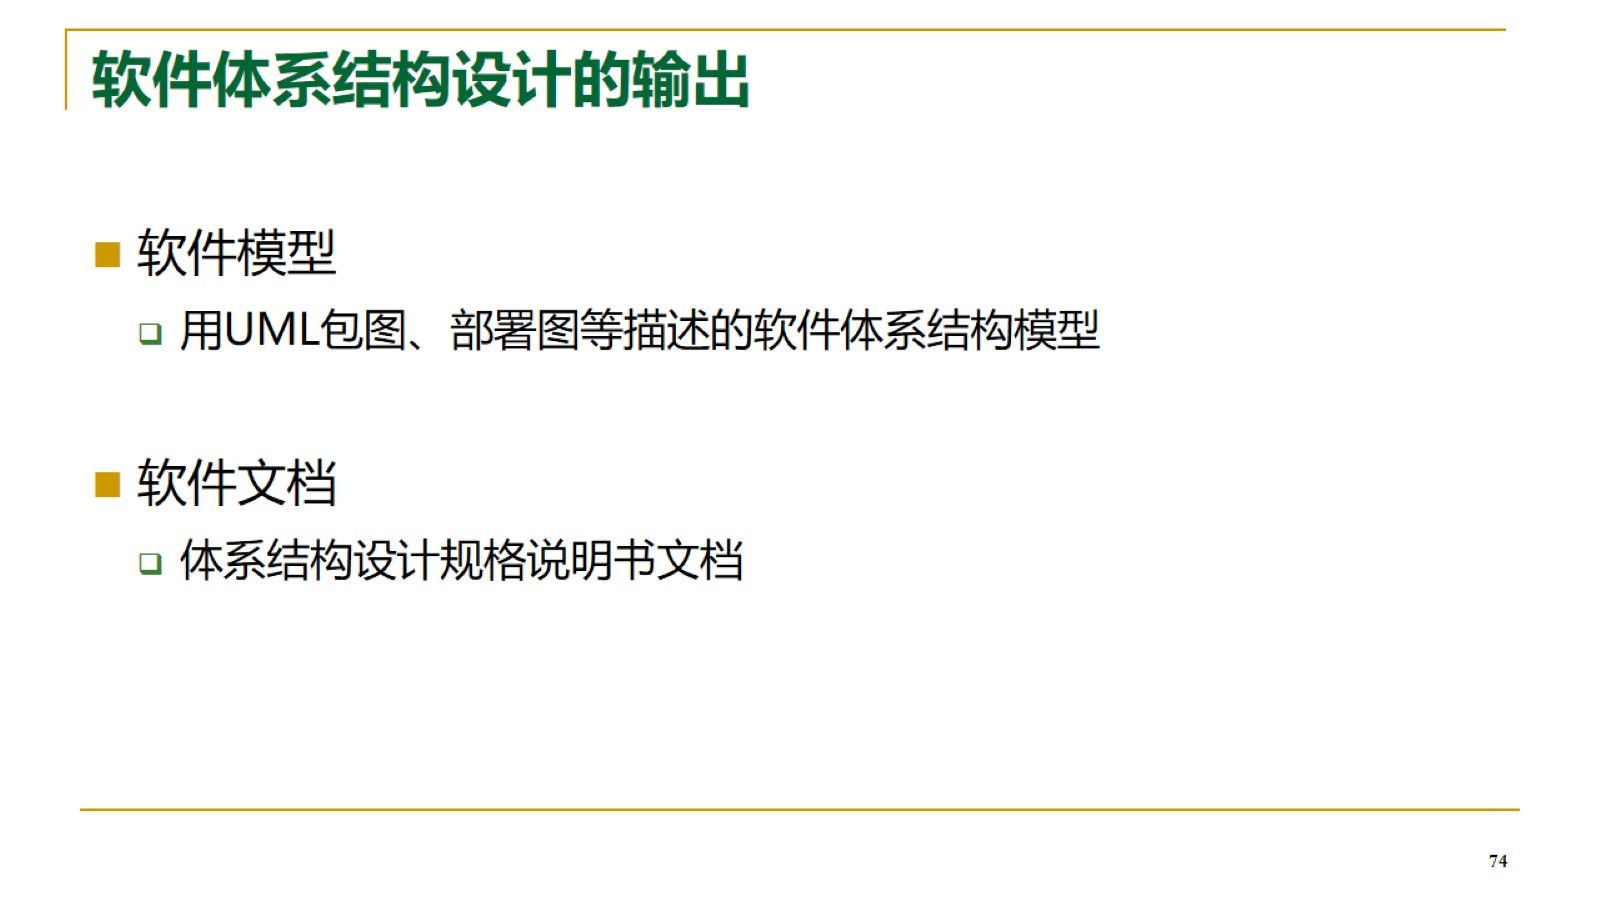 软件体系结构设计的输出
软件模型
用UML包图、部署图等描述的软件体系结构模型
软件文档
体系结构设计规格说明书文档
74